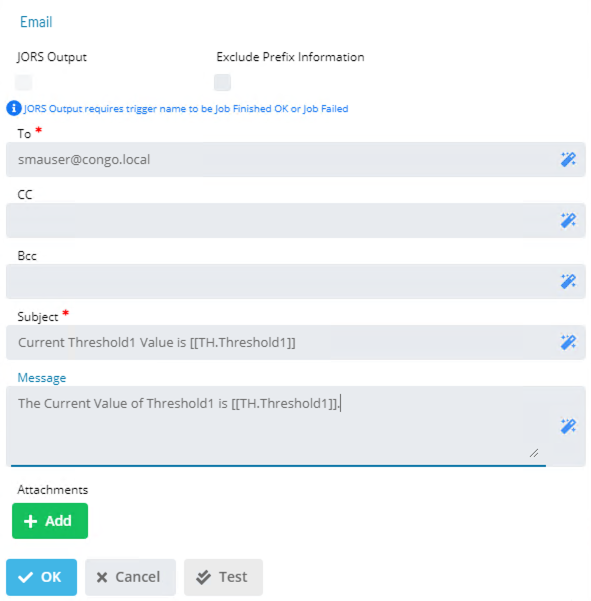 Email
JORS Output Exclude Prefix Information
JORS Output requires trigger name to be Job Finished OK or Job Failed
To *
smauser@congo.local
CC
Bcc
Subject *
Current Threshold1 Value is [[TH.Threshold1]]
Message
The Current Value of Threshold1 is [[TH.Threshold1]].
Attachments
Add
OK Cancel Test